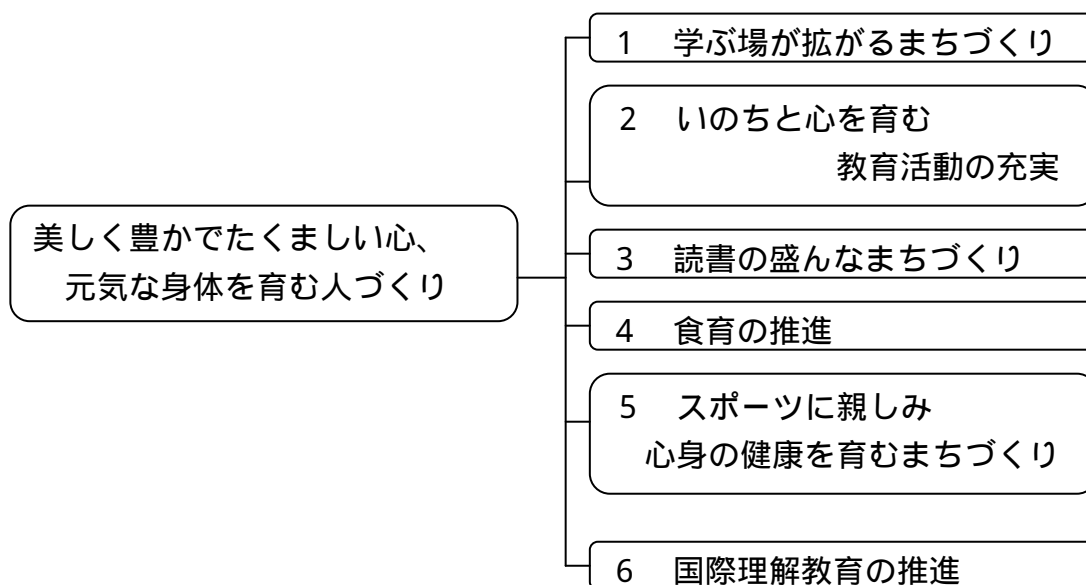 美しく豊かでたくましい心、
元気な身体を育む人づくり
1 学ぶ場が拡がるまちづくり
2 いのちと心を育む
教育活動の充実
3 読書の盛んなまちづくり
4 食育の推進
5 スポーツに親しみ
心身の健康を育むまちづくり
6 国際理解教育の推進